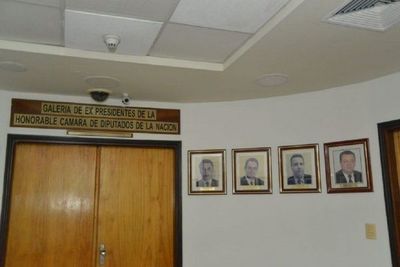 GALERIA DE EX PRESIDENTES DE LA
HONORABLE CAMARA DE DIPUTADOS DE LA NACION